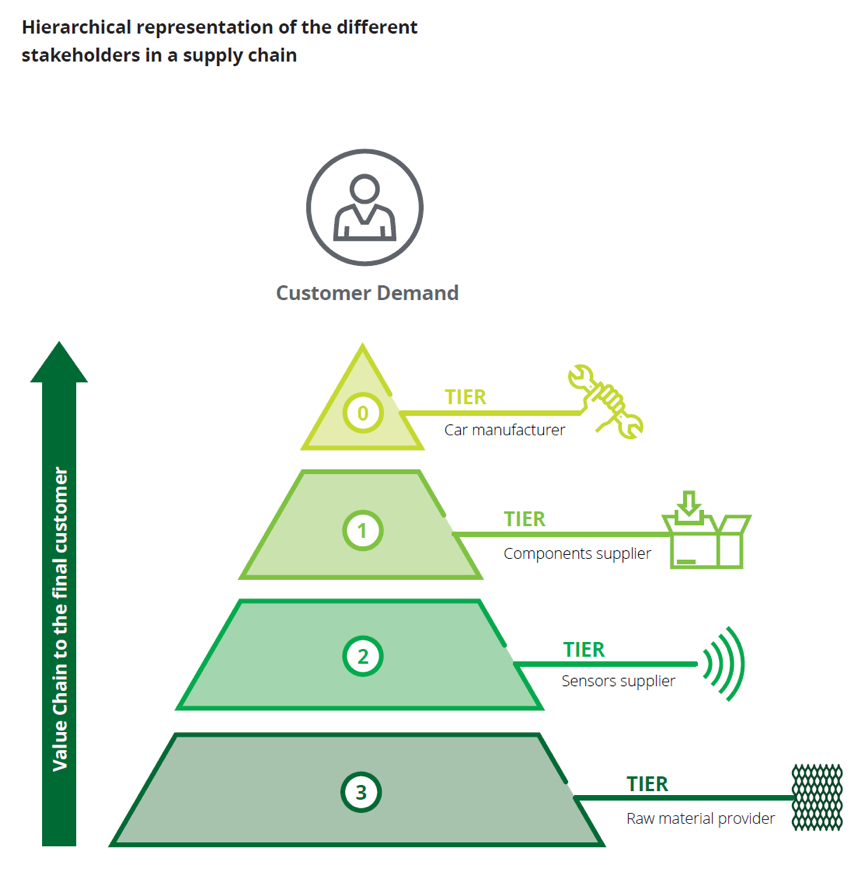 Hierarchical representation of the different
stakeholders in a supply chain
Customer Demand
Value Chain to the final customer
0
TIER
Car manufacturer
1
TIER
Components supplier
2
TIER
Sensors supplier
3
TIER
Raw material provider